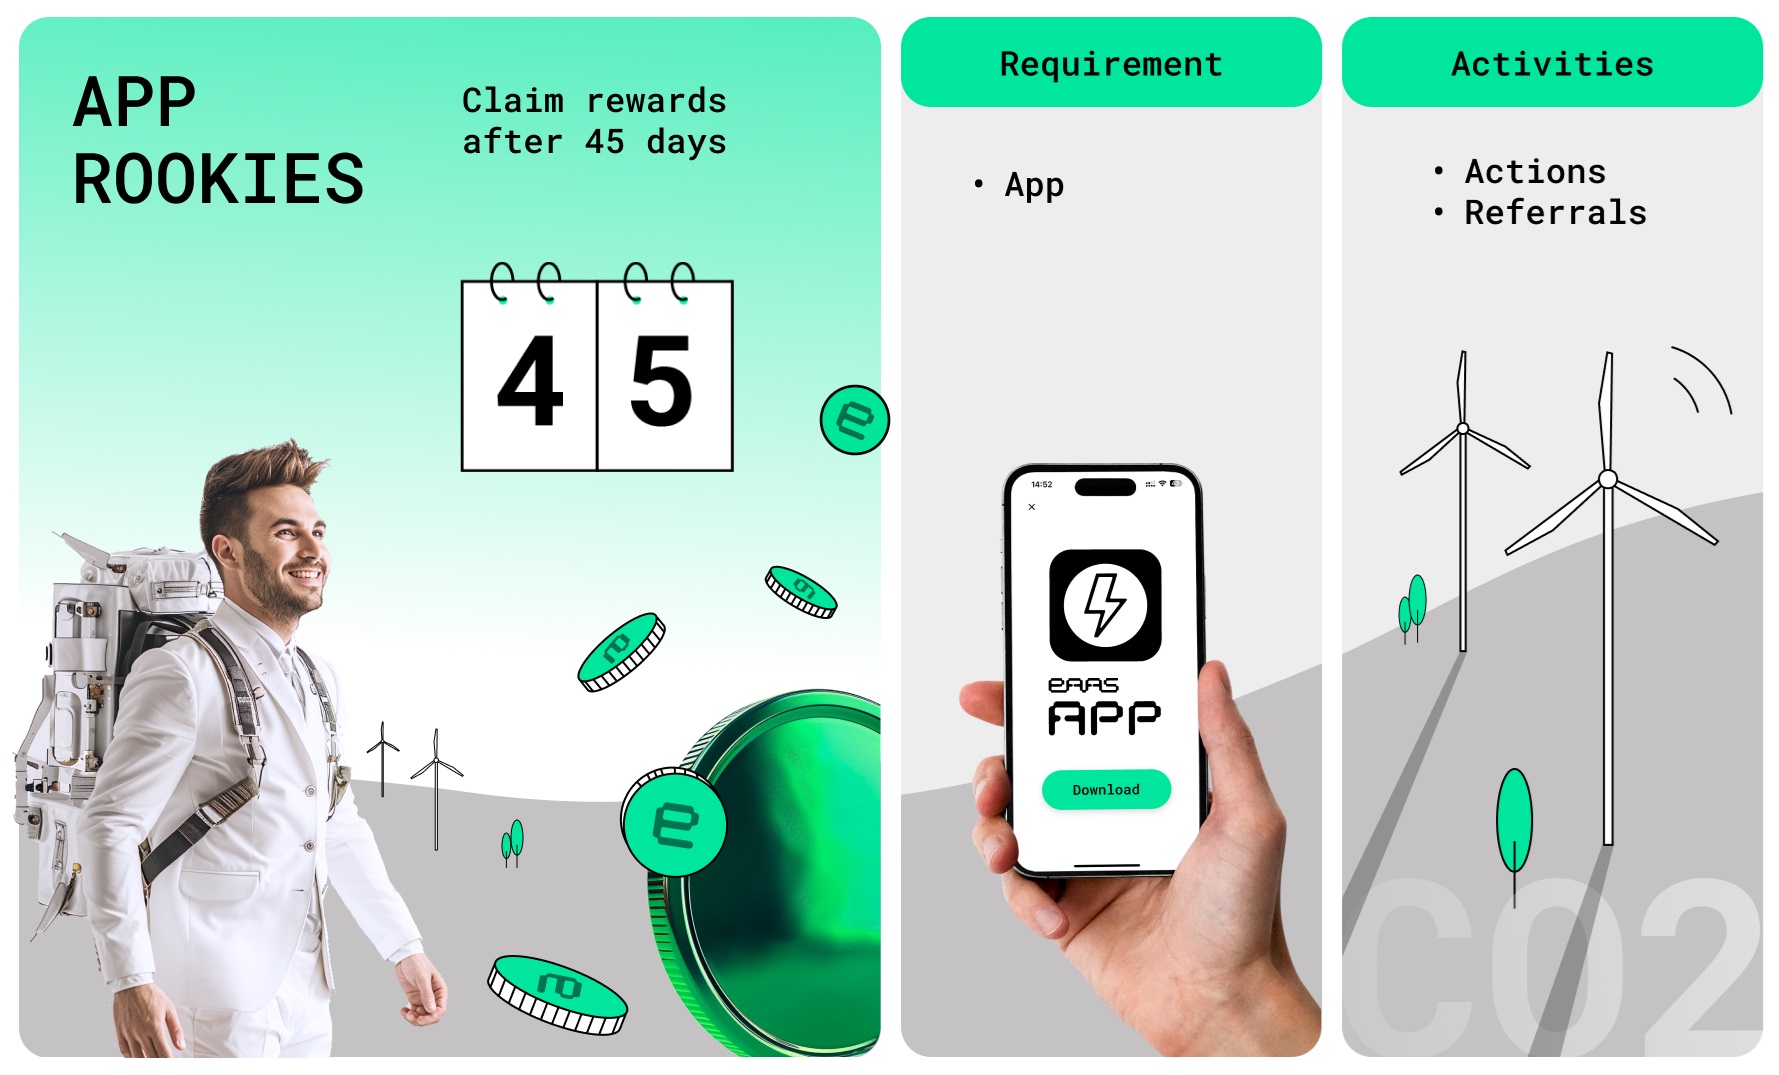 APP
ROOKIES
Claim rewards
after 45 days
4 5
e
e
Requirement
• App
14:52
eAAS
APP
Download
Activities
• Actions
• Referrals
CO2